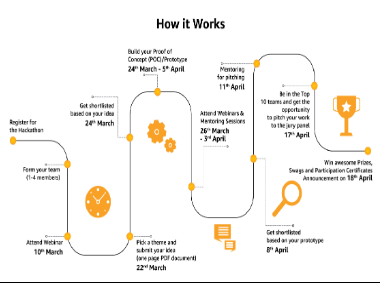 How it Works
Register for
the Hackathon
Form your team
(1-4 members)
Attend Webinar
10th March
Pick a theme and
submit your idea
(one page PDF document)
22nd March
Get shortlisted
based on your idea
24th March
Build your Proof of
Concept (POC)/Prototype
24th March - 5th April
Attend Webinars &
Mentoring Sessions
26th March
- 3rd April
Get shortlisted
based on your prototype
8th April
Mentoring
for pitching
11th April
Be in the Top
10 teams and get the
opportunity
to pitch your work
to the jury panel
17th April
Win awesome Prizes,
Swags and Participation Certificates
Announcement on 18th April